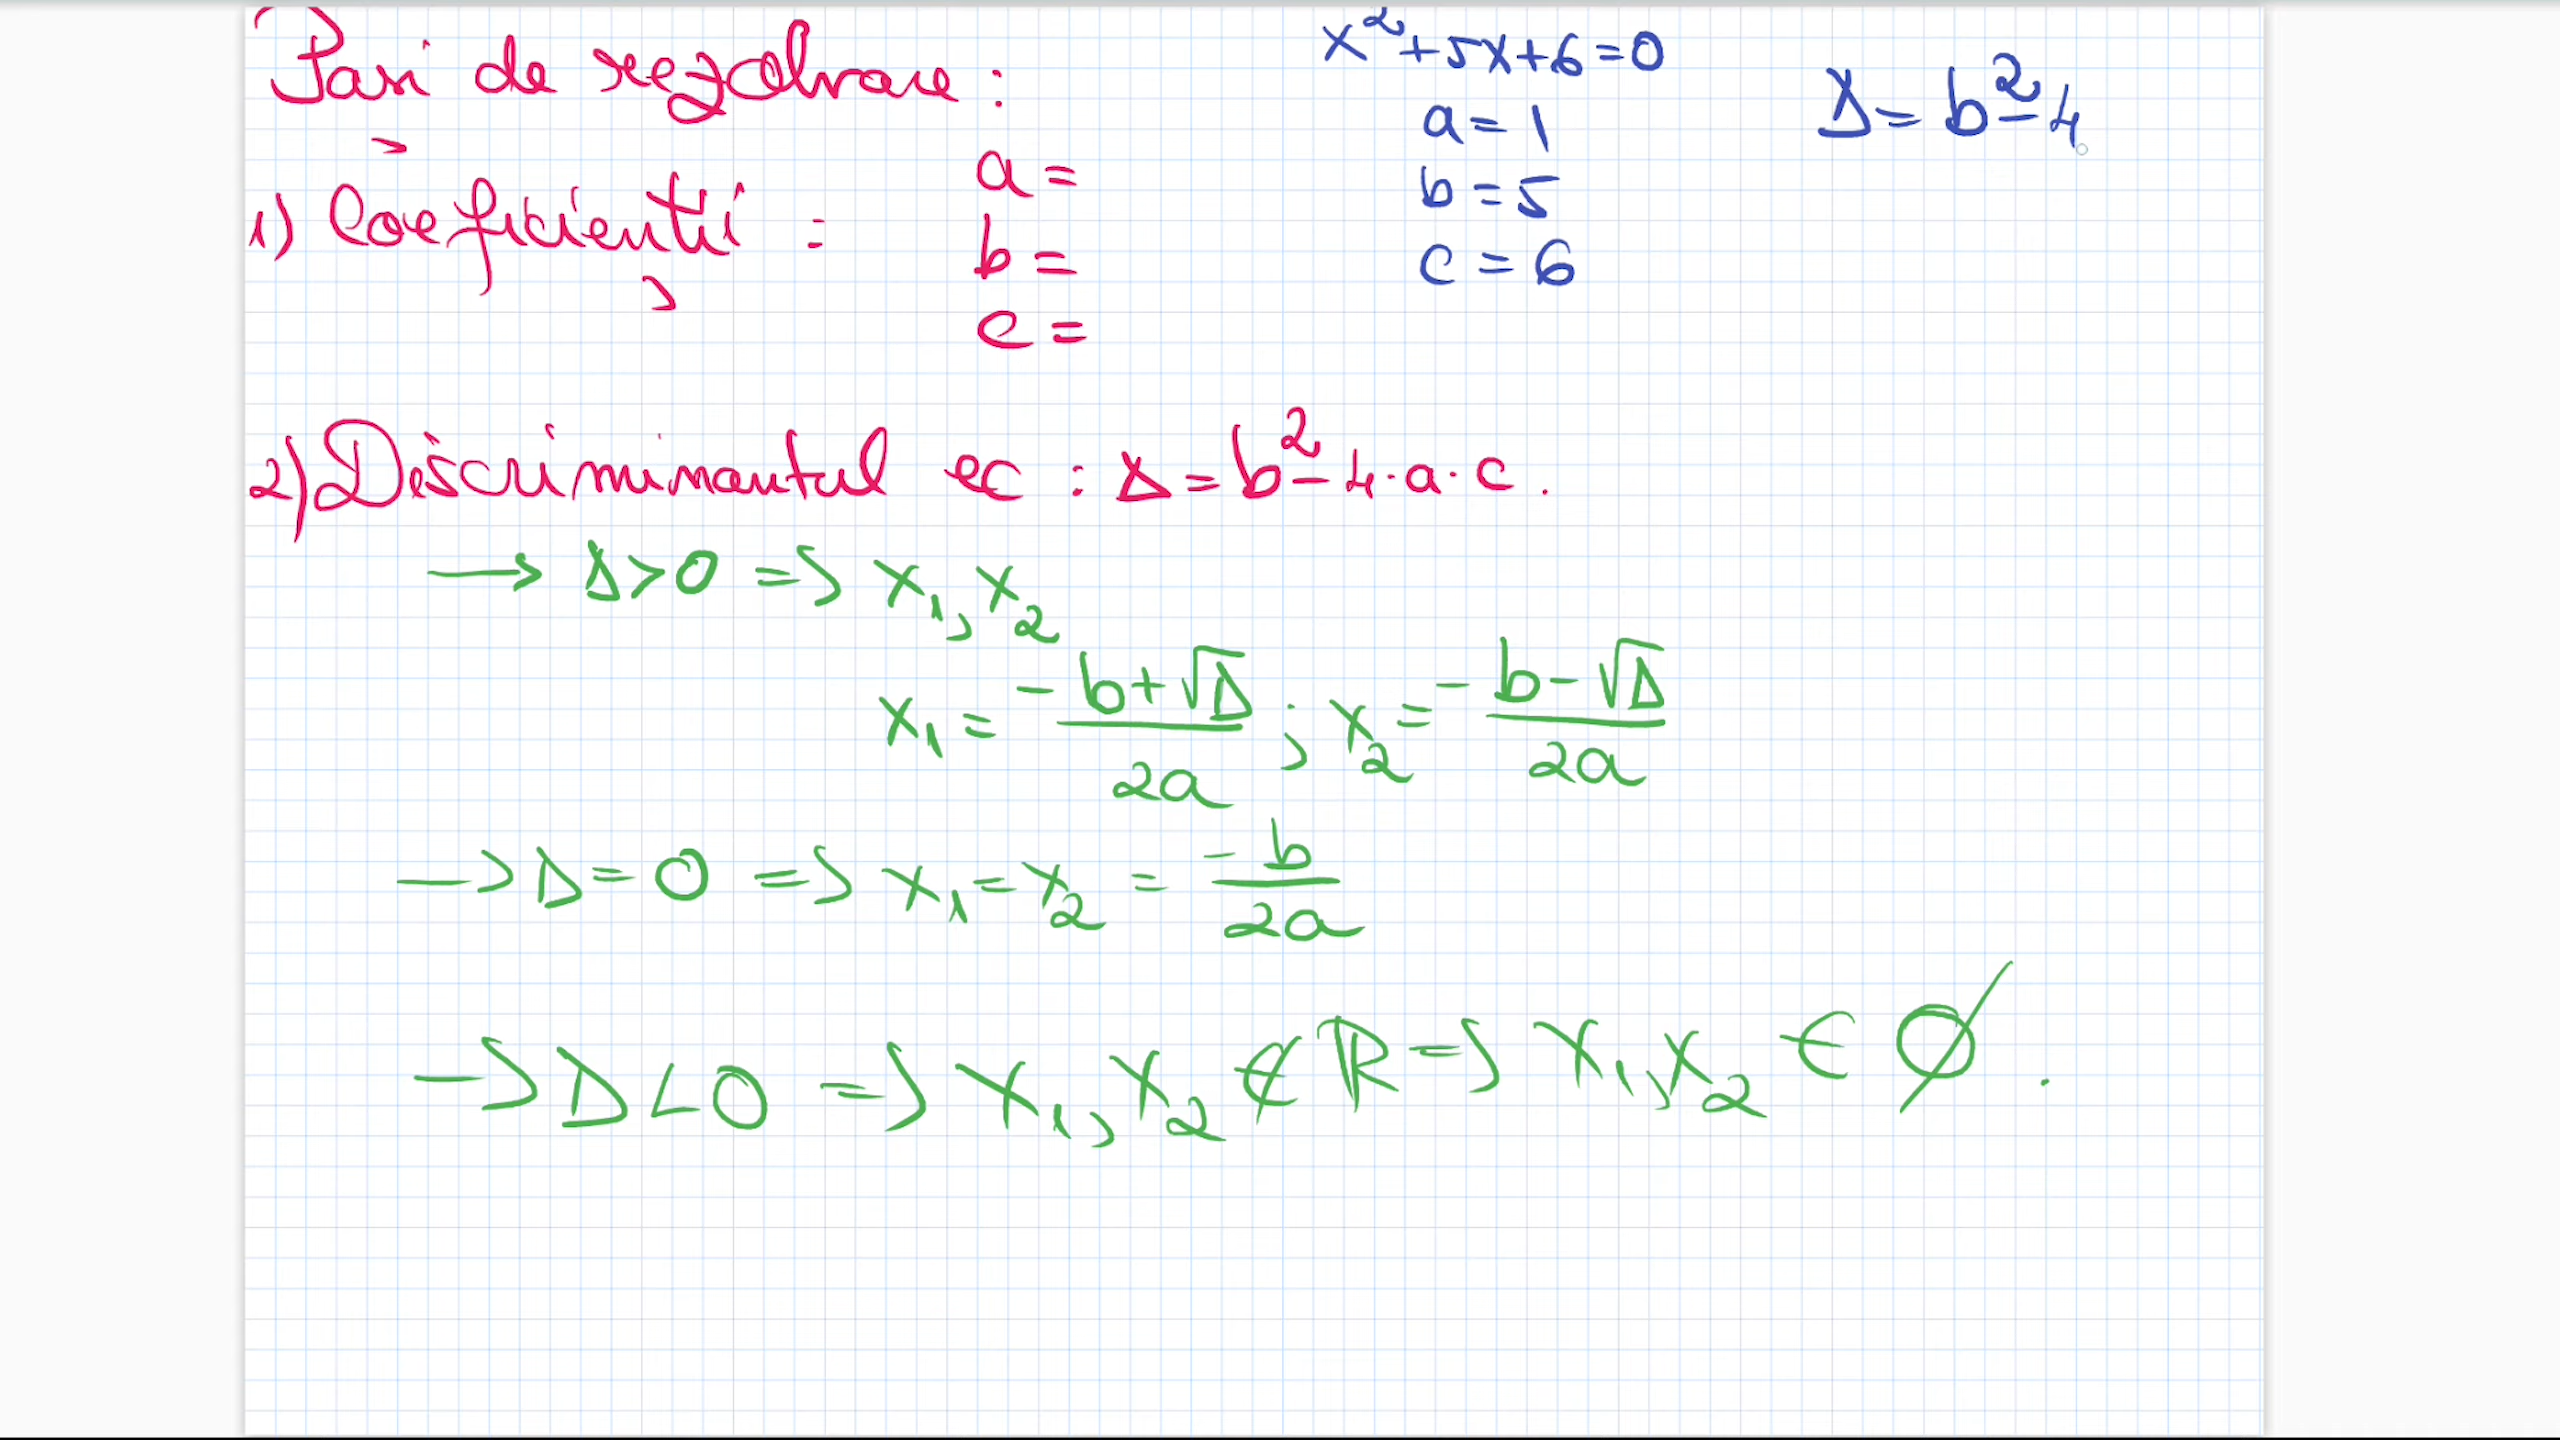 Pași de rezolvare :
1) Coeficienții :
a =
b =
c =
x²+5x+6=0
a = 1
b = 5
c = 6
Δ = b²-4
2) Discriminantul ec : Δ = b²-4·a·c.
→ Δ>0 => x₁, x₂
x₁ = -b+√Δ / 2a ; x₂ = -b-√Δ / 2a
→ Δ = 0 => x₁ = x₂ = -b / 2a
→ Δ < 0 => x₁, x₂ ∉ ℝ => x₁, x₂ ∈ ∅.